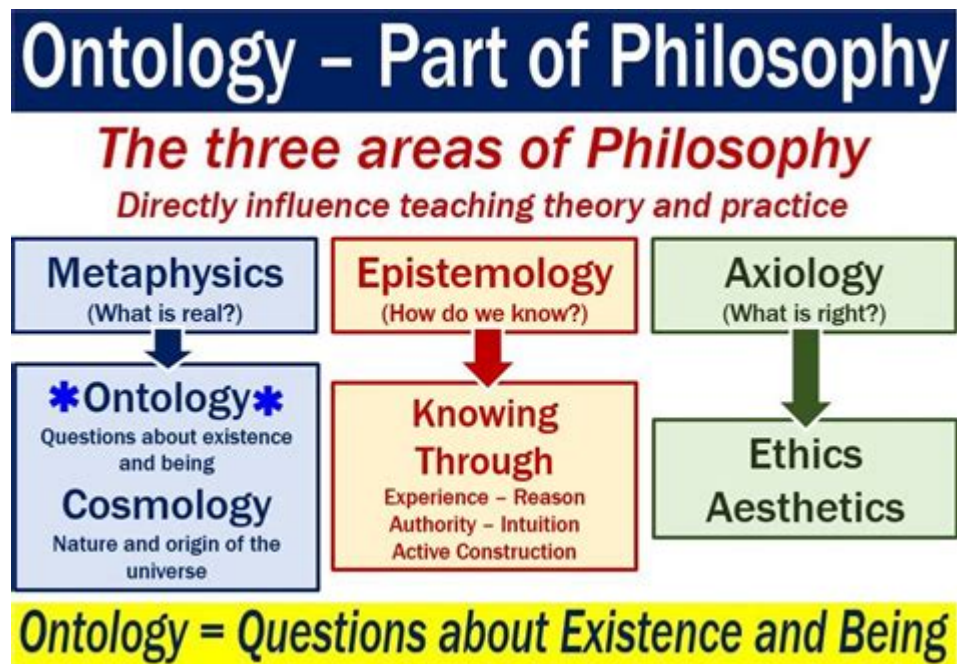 Ontology – Part of Philosophy
The three areas of Philosophy
Directly influence teaching theory and practice
Metaphysics
(What is real?)
*Ontology*
Questions about existence
and being
Cosmology
Nature and origin of the
universe
Epistemology
(How do we know?)
Knowing
Through
Experience – Reason
Authority – Intuition
Active Construction
Axiology
(What is right?)
Ethics
Aesthetics
Ontology = Questions about Existence and Being